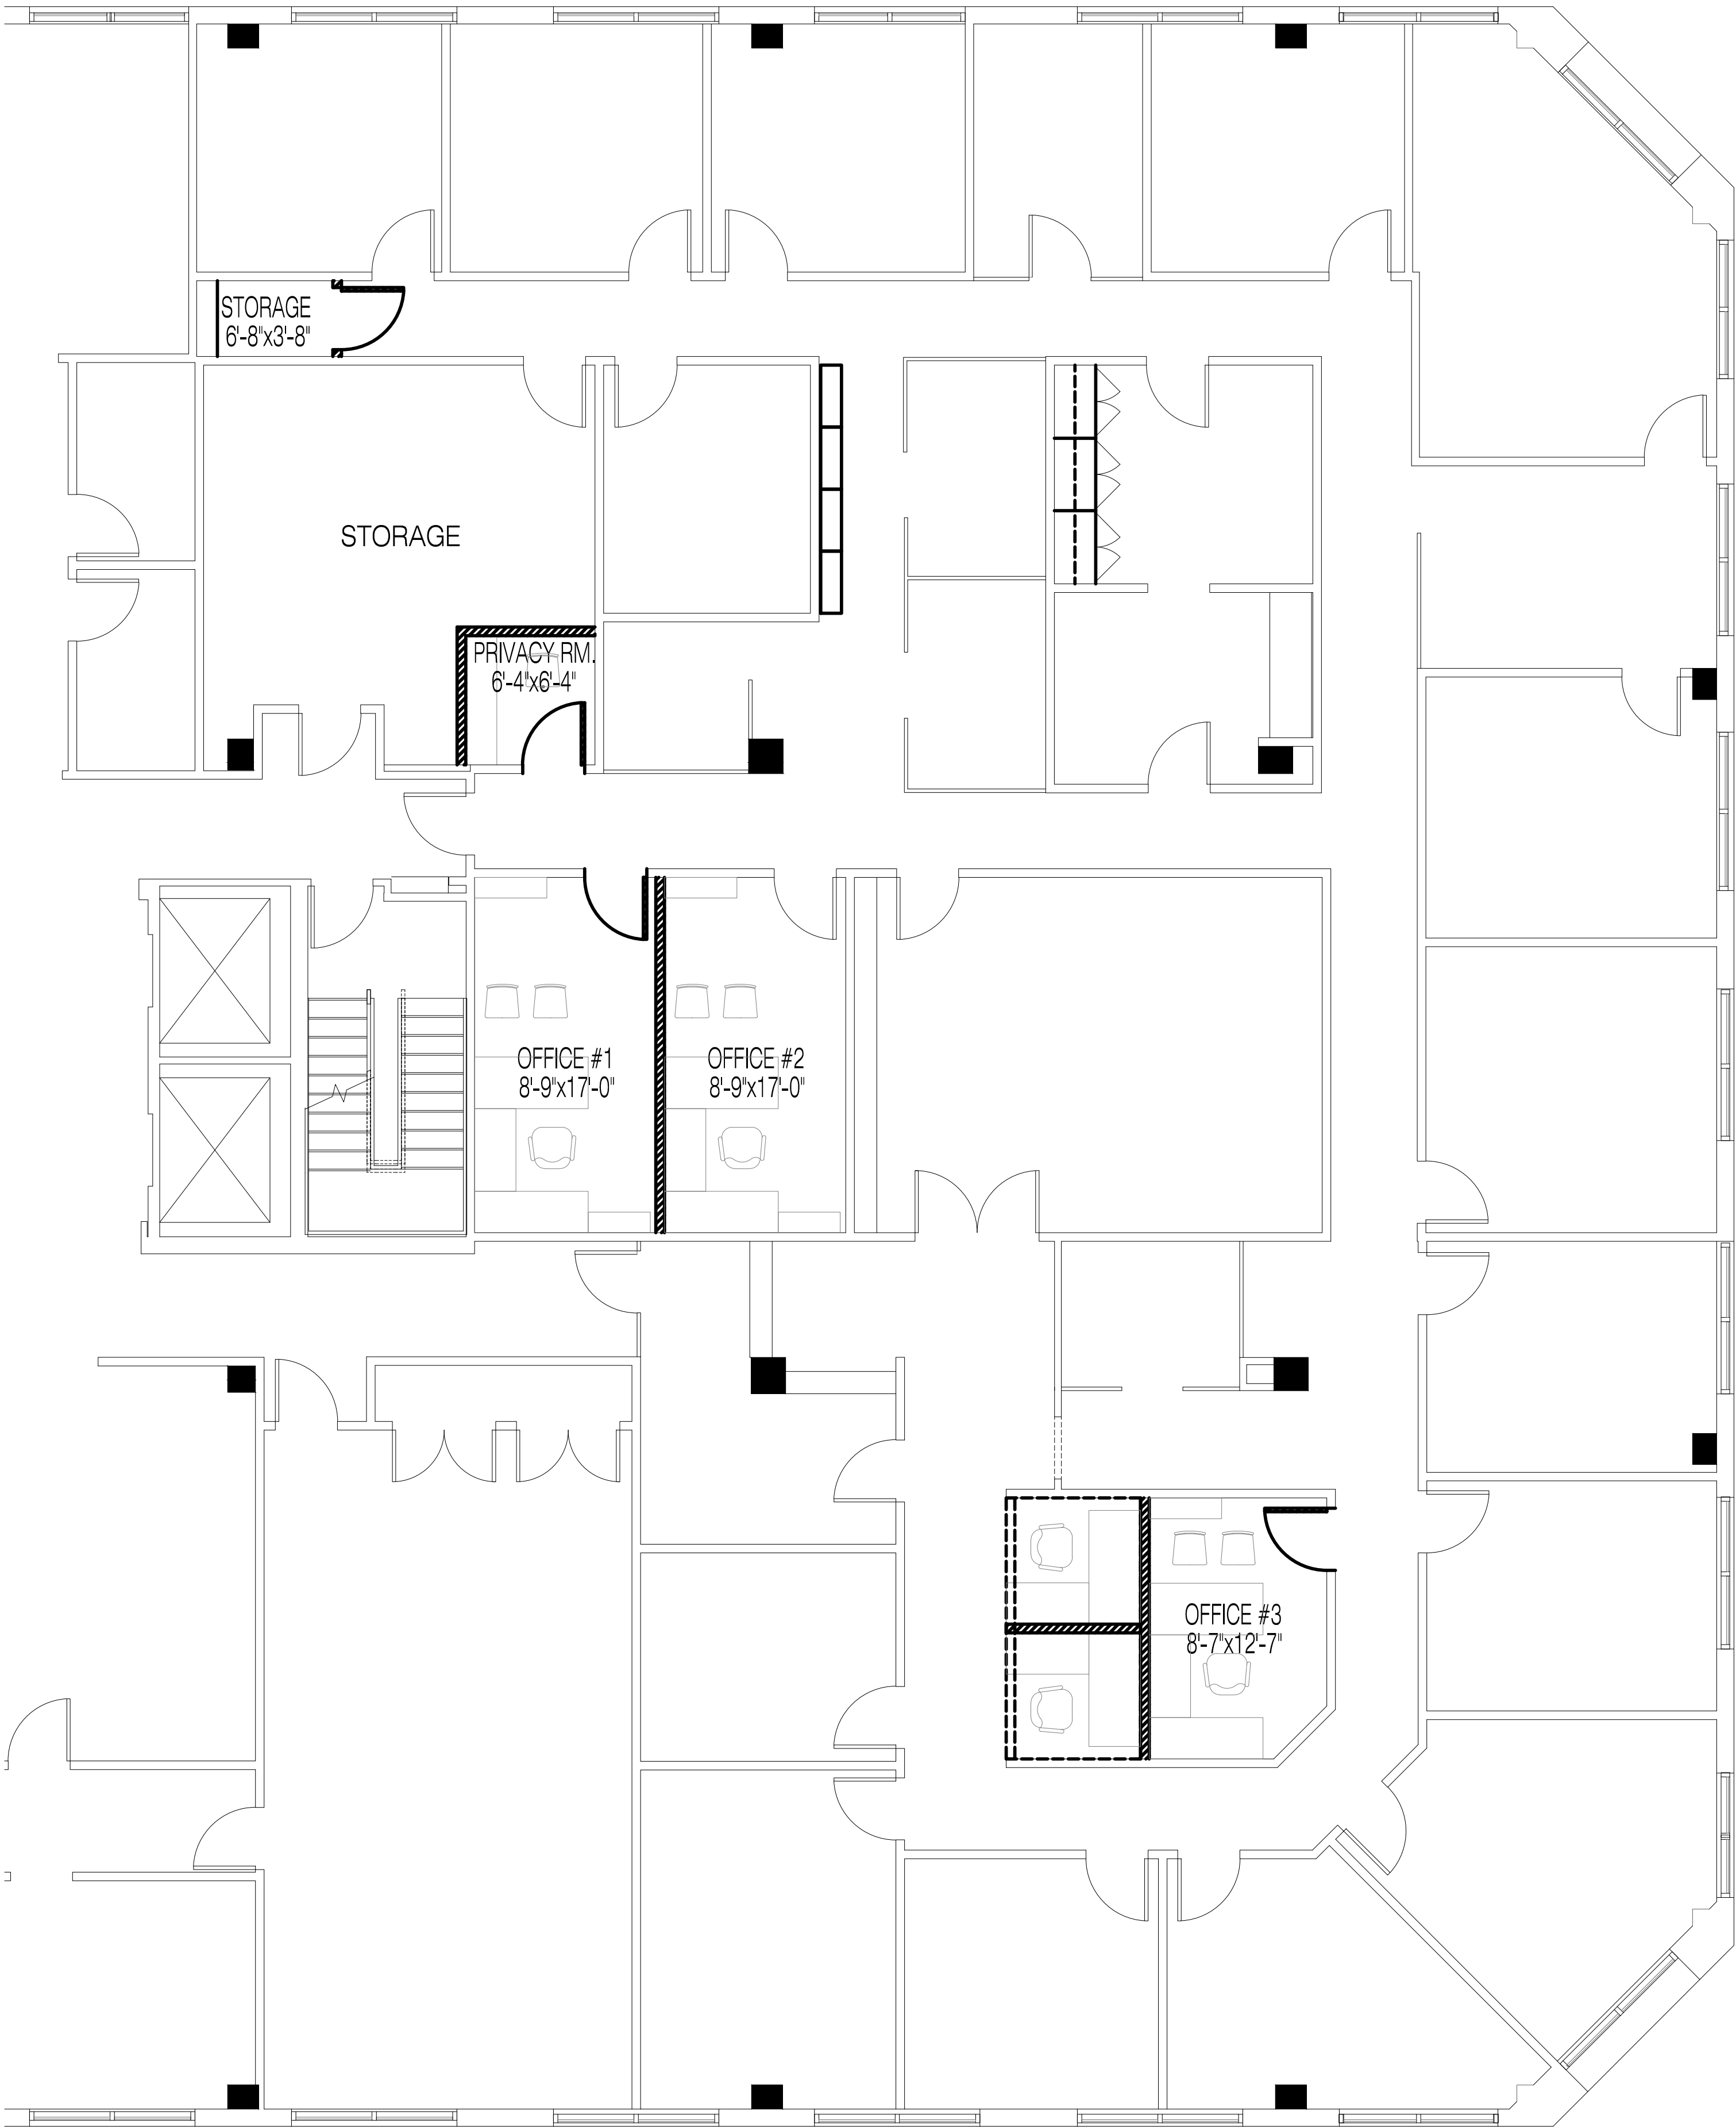 STORAGE
6'-8"x3'-8"
STORAGE
PRIVACY RM.
6'-4"x6'-4"
OFFICE #1
8'-9"x17'-0"
OFFICE #2
8'-9"x17'-0"
OFFICE #3
8'-7"x12'-7"